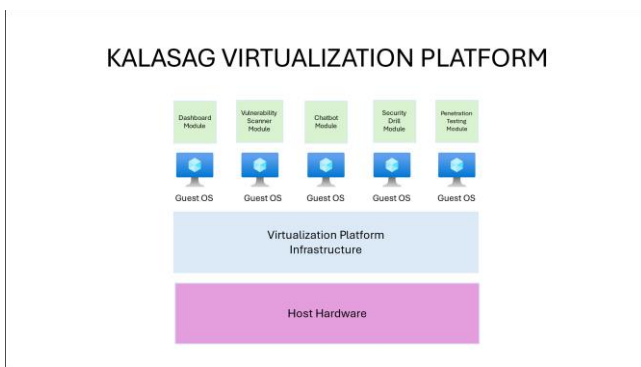 KALASAG VIRTUALIZATION PLATFORM
Dashboard
Module
Vulnerability
Scanner
Module
Chatbot
Module
Security
Drill
Module
Penetration
Testing
Module
Guest OS
Guest OS
Guest OS
Guest OS
Guest OS
Virtualization Platform
Infrastructure
Host Hardware